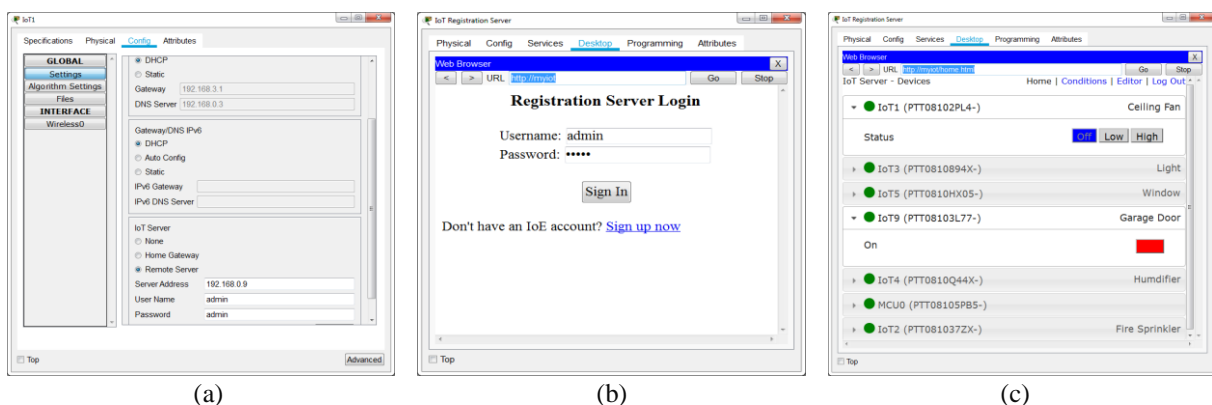 IoT1
Specifications Physical Config Attributes
GLOBAL
Settings
Algorithm Settings
Files
INTERFACE
Wireless0
DHCP
Static
Gateway 192.168.3.1
DNS Server 192.168.0.3
Gateway/DNS IPv6
DHCP
Auto Config
Static
IPv6 Gateway
IPv6 DNS Server
IoT Server
None
Home Gateway
Remote Server
Server Address 192.168.0.9
User Name admin
Password admin
Top
Advanced
(a)
IoT Registration Server
Physical Config Services Desktop Programming Attributes
Web Browser X
< > URL http://myiot Go Stop
Registration Server Login
Username: admin
Password: •••••
Sign In
Don't have an IoE account? Sign up now
Top
(b)
IoT Registration Server
Physical Config Services Desktop Programming Attributes
Web Browser X
< > URL http://myiot/home.html Go Stop
IoT Server - Devices Home | Conditions | Editor | Log Out
IoT1 (PTT08102PL4-) Ceiling Fan
Status Off Low High
IoT3 (PTT0810894X-) Light
IoT5 (PTT0810HX05-) Window
IoT9 (PTT08103L77-) Garage Door
On
IoT4 (PTT0810Q44X-) Humdifier
MCU0 (PTT08105PB5-)
IoT2 (PTT081037ZX-) Fire Sprinkler
Top
(c)